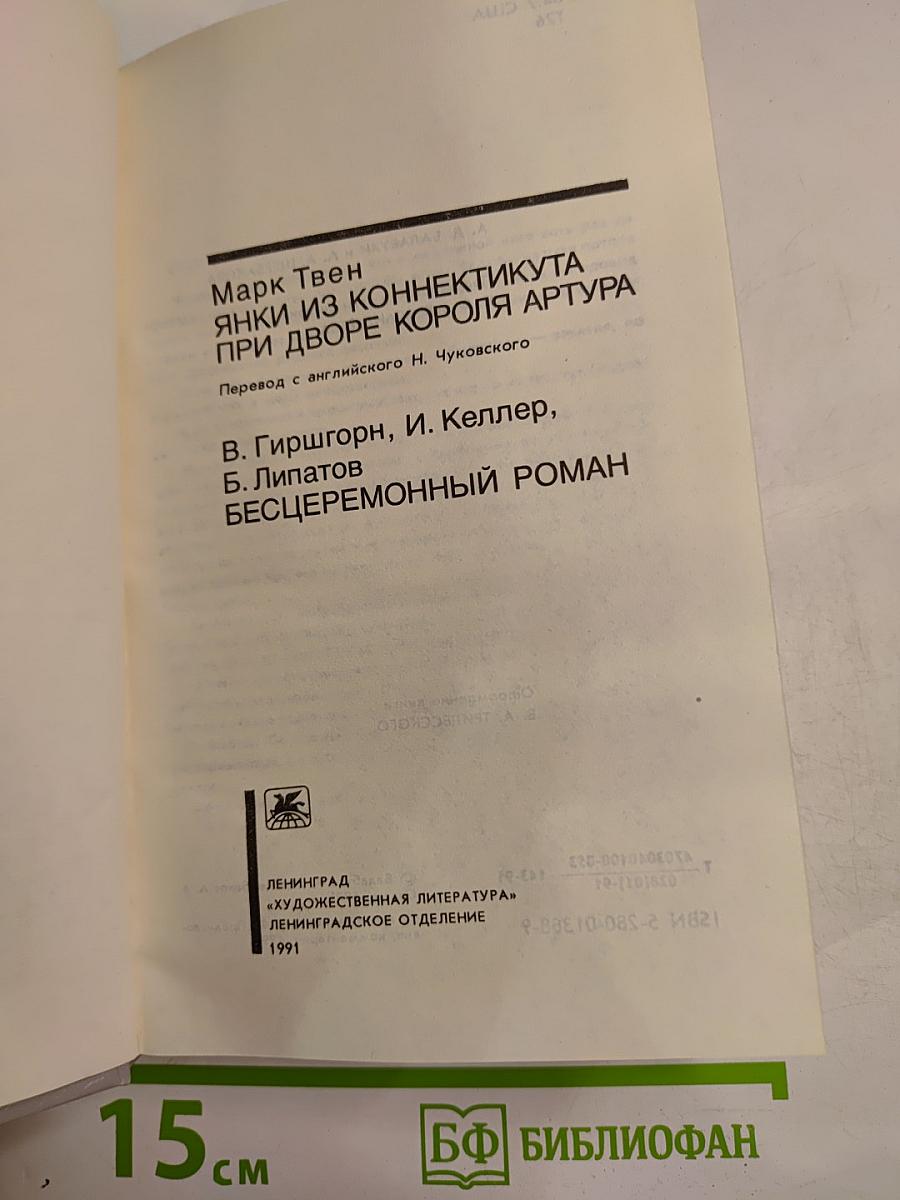 Марк Твен
ЯНКИ ИЗ КОННЕКТИКУТА
ПРИ ДВОРЕ КОРОЛЯ АРТУРА
Перевод с английского Н. Чуковского
В. Гиршгорн, И. Келлер,
Б. Липатов
БЕСЦЕРЕМОННЫЙ РОМАН
ЛЕНИНГРАД
«ХУДОЖЕСТВЕННАЯ ЛИТЕРАТУРА»
ЛЕНИНГРАДСКОЕ ОТДЕЛЕНИЕ
1991
15 см
БФ БИБЛИОФАН